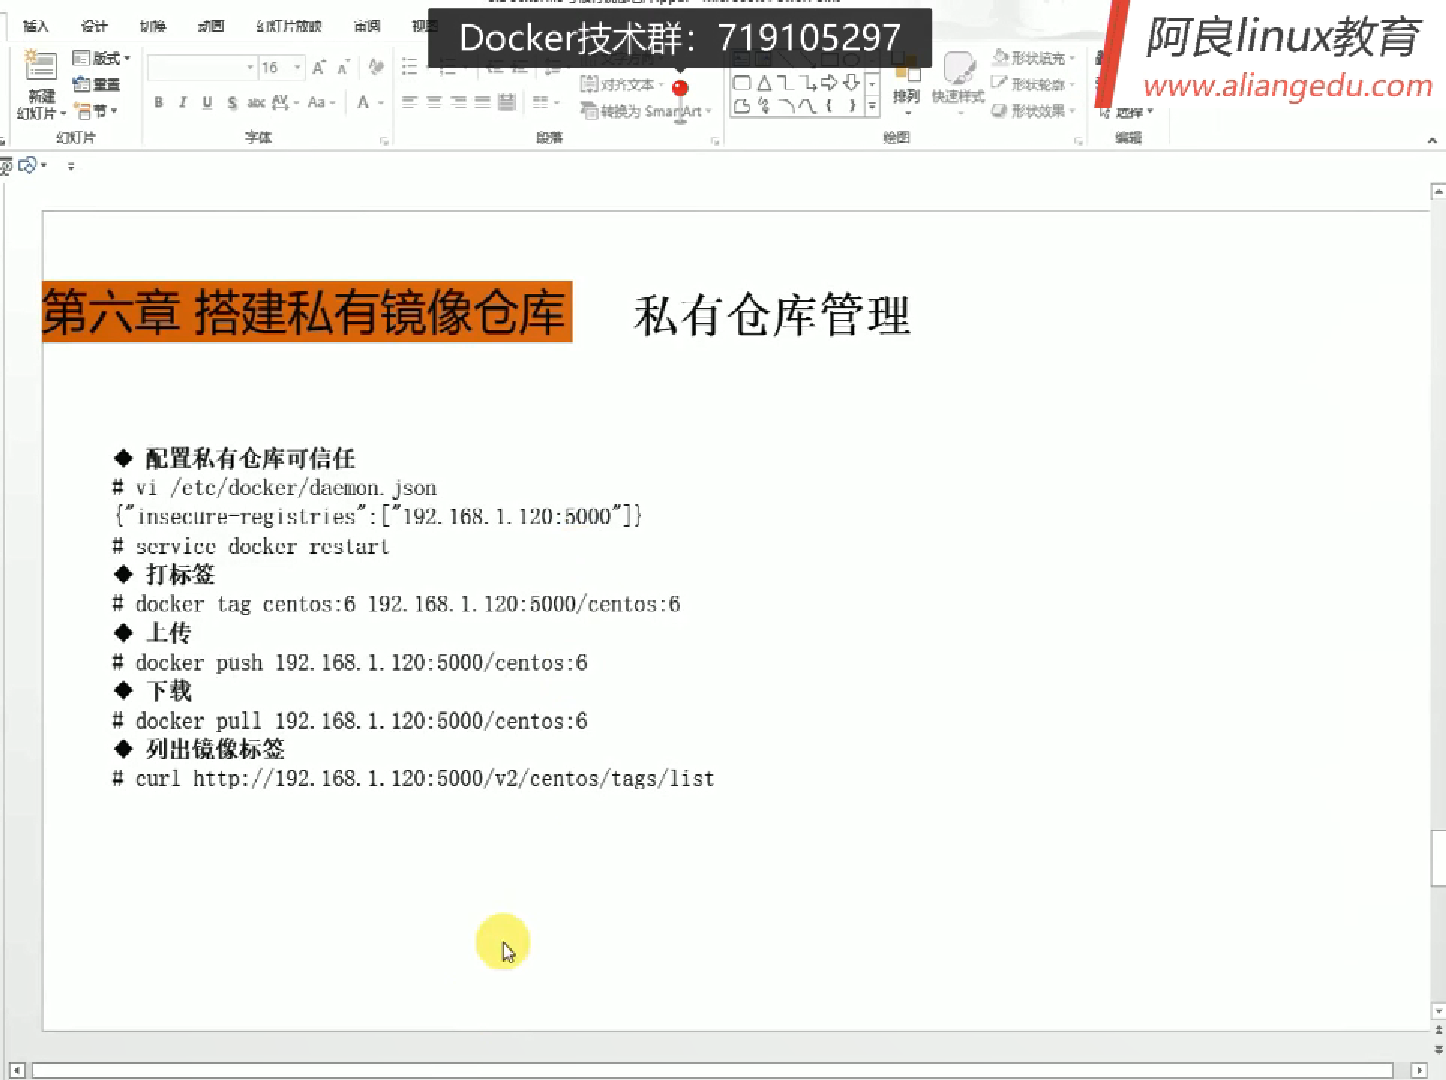 Docker技术群：719105297
阿良linux教育
www.aliangedu.com
插入 设计 切换 动画 幻灯片放映 审阅 视图
新建
幻灯片
版式
重置
节
幻灯片
16
B I U S abc AV Aa A
字体
对齐文本
转换为 SmartArt
段落
排列
快速样式
形状填充
形状轮廓
形状效果
绘图
选择
编辑
第六章 搭建私有镜像仓库
私有仓库管理
◆ 配置私有仓库可信任
# vi /etc/docker/daemon.json
{"insecure-registries":["192.168.1.120:5000"]}
# service docker restart
◆ 打标签
# docker tag centos:6 192.168.1.120:5000/centos:6
◆ 上传
# docker push 192.168.1.120:5000/centos:6
◆ 下载
# docker pull 192.168.1.120:5000/centos:6
◆ 列出镜像标签
# curl http://192.168.1.120:5000/v2/centos/tags/list